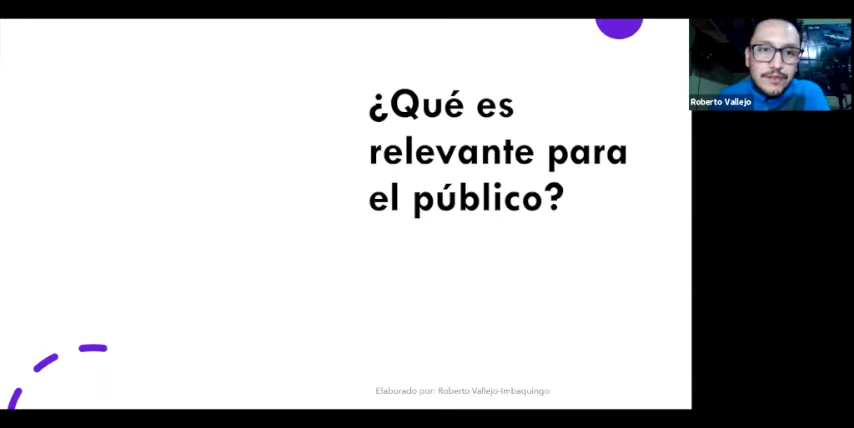 ¿Qué es
relevante para
el público?
Roberto Vallejo
Elaborado por: Roberto Vallejo-Imbaquingo